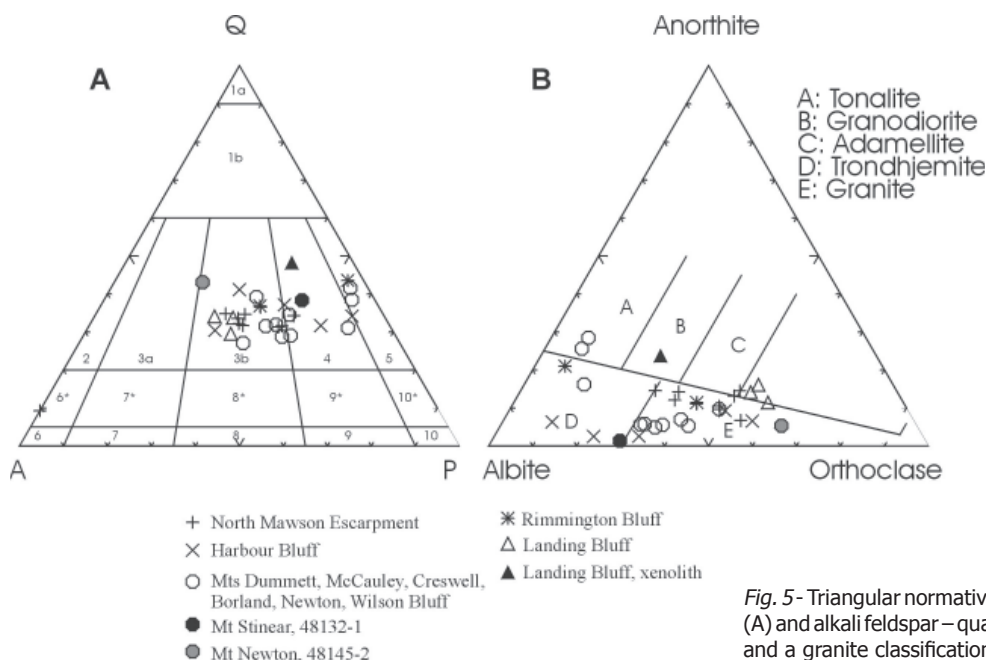 Q
A
1a
1b
2
3a
3b
4
5
6*
7*
8*
9*
10*
6
7
8
9
10
A
P
Anorthite
B
A: Tonalite
B: Granodiorite
C: Adamellite
D: Trondhjemite
E: Granite
A
B
C
D
E
Albite
Orthoclase
North Mawson Escarpment
Harbour Bluff
Mts Dummett, McCauley, Creswell,
Borland, Newton, Wilson Bluff
Mt Stinear, 48132-1
Mt Newton, 48145-2
Rimmington Bluff
Landing Bluff
Landing Bluff, xenolith
Fig. 5 - Triangular normativ
(A) and alkali feldspar – qua
and a granite classification